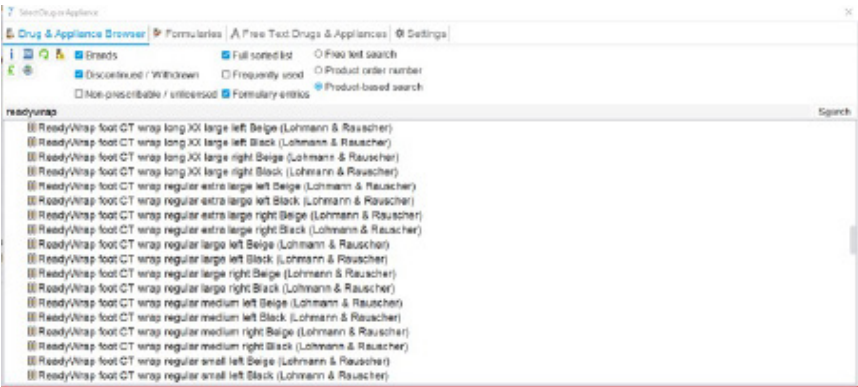 Select Drug or Appliance
Drug & Appliance Browser Formularies Free Text Drugs & Appliances Settings
Brands Full sorted list Free text search
Discontinued / Withdrawn Frequently used Product order number
Non-prescribable / unlicensed Formulary entries Product-based search
readywrap Search
ReadyWrap foot CT wrap long XX large left Beige (Lohmann & Rauscher)
ReadyWrap foot CT wrap long XX large left Black (Lohmann & Rauscher)
ReadyWrap foot CT wrap long XX large right Beige (Lohmann & Rauscher)
ReadyWrap foot CT wrap long XX large right Black (Lohmann & Rauscher)
ReadyWrap foot CT wrap regular extra large left Beige (Lohmann & Rauscher)
ReadyWrap foot CT wrap regular extra large left Black (Lohmann & Rauscher)
ReadyWrap foot CT wrap regular extra large right Beige (Lohmann & Rauscher)
ReadyWrap foot CT wrap regular extra large right Black (Lohmann & Rauscher)
ReadyWrap foot CT wrap regular large left Beige (Lohmann & Rauscher)
ReadyWrap foot CT wrap regular large left Black (Lohmann & Rauscher)
ReadyWrap foot CT wrap regular large right Beige (Lohmann & Rauscher)
ReadyWrap foot CT wrap regular large right Black (Lohmann & Rauscher)
ReadyWrap foot CT wrap regular medium left Beige (Lohmann & Rauscher)
ReadyWrap foot CT wrap regular medium left Black (Lohmann & Rauscher)
ReadyWrap foot CT wrap regular medium right Beige (Lohmann & Rauscher)
ReadyWrap foot CT wrap regular medium right Black (Lohmann & Rauscher)
ReadyWrap foot CT wrap regular small left Beige (Lohmann & Rauscher)
ReadyWrap foot CT wrap regular small left Black (Lohmann & Rauscher)